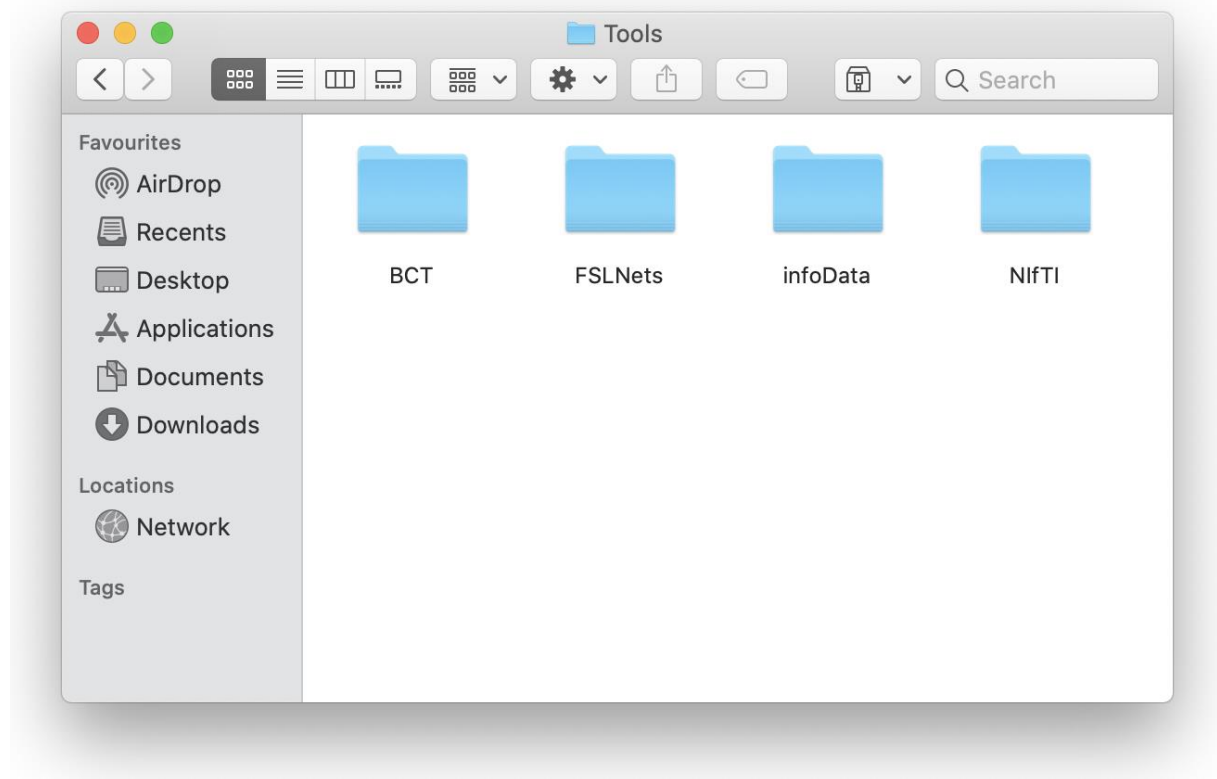 Tools
Search
Favourites
AirDrop
Recents
Desktop
Applications
Documents
Downloads
Locations
Network
Tags
BCT FSLNets infoData NIfTI